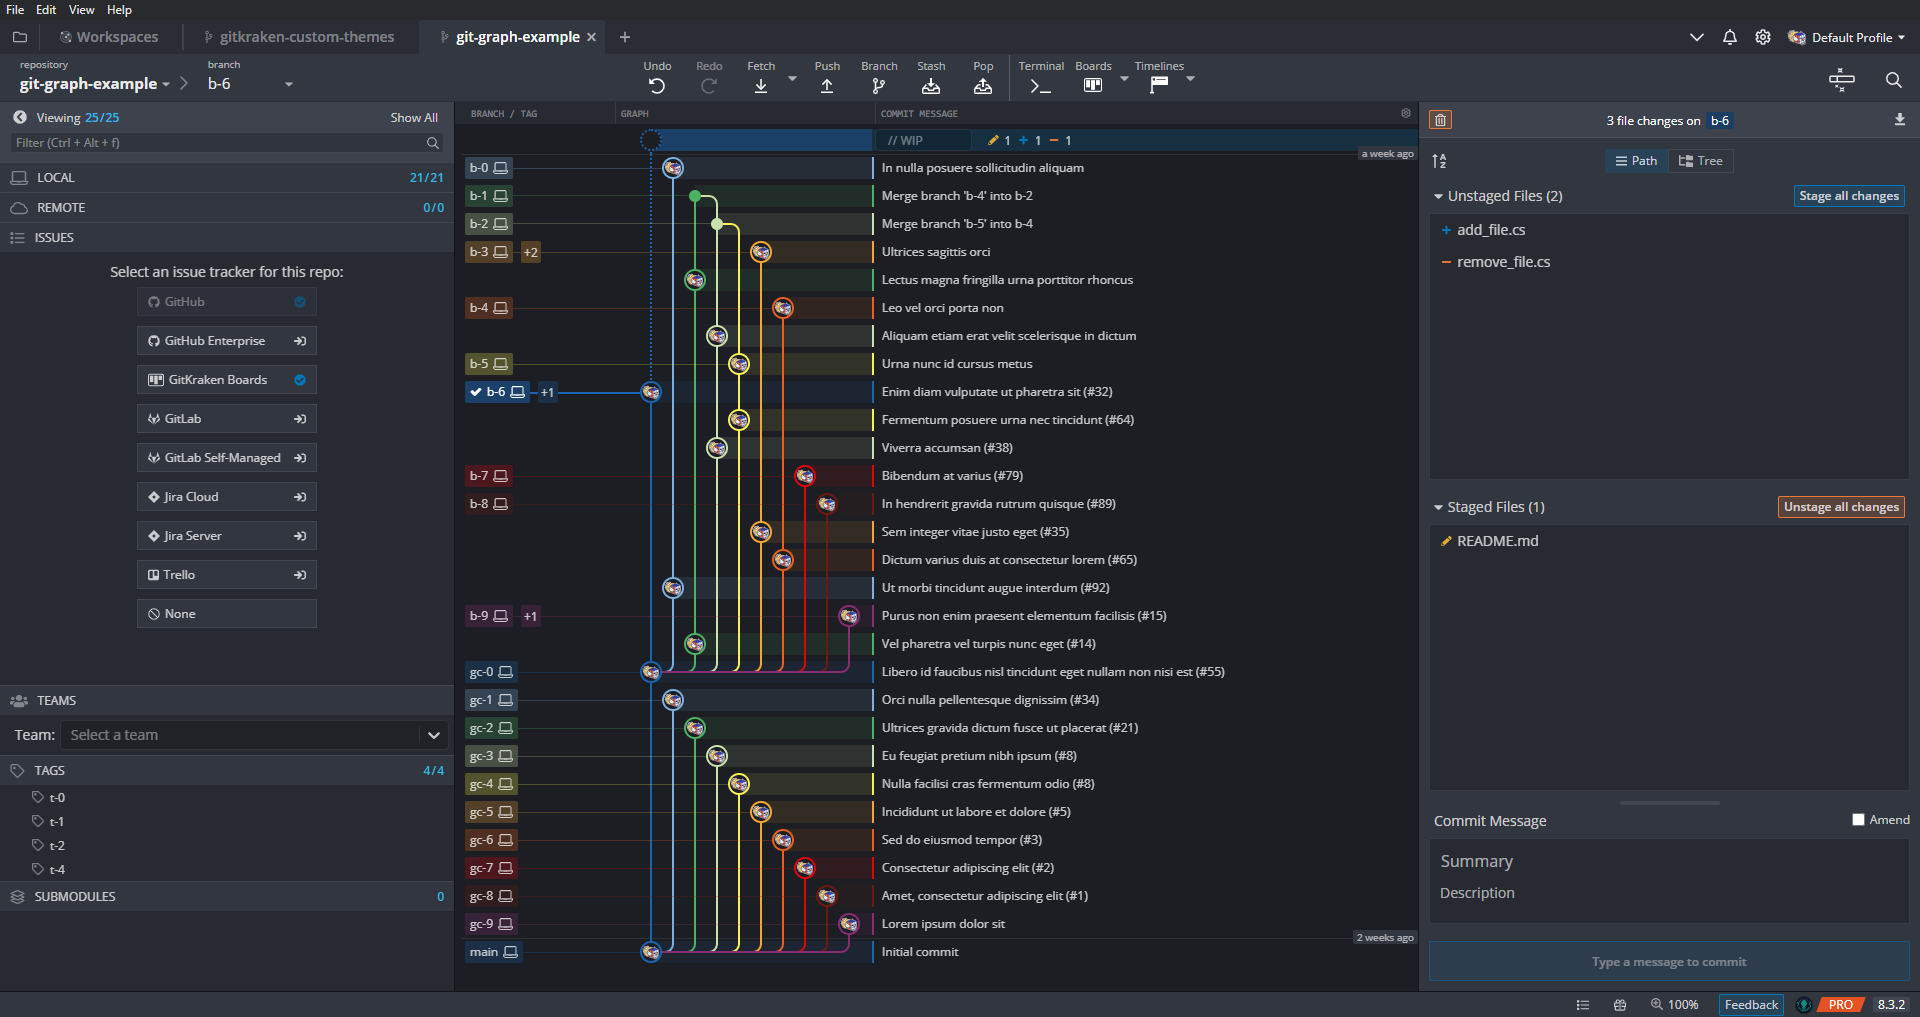 File Edit View Help
Workspaces gitkraken-custom-themes git-graph-example Default Profile
repository branch
git-graph-example b-6
Undo Redo Fetch Push Branch Stash Pop Terminal Boards Timelines
Viewing 25/25 Show All
Filter (Ctrl + Alt + f)
LOCAL 21/21
REMOTE 0/0
ISSUES
Select an issue tracker for this repo:
GitHub
GitHub Enterprise
GitKraken Boards
GitLab
GitLab Self-Managed
Jira Cloud
Jira Server
Trello
None
TEAMS
Team: Select a team
TAGS 4/4
t-0
t-1
t-2
t-4
SUBMODULES 0
BRANCH / TAG GRAPH COMMIT MESSAGE
// WIP 1 1 1
a week ago
b-0 In nulla posuere sollicitudin aliquam
b-1 Merge branch 'b-4' into b-2
b-2 Merge branch 'b-5' into b-4
b-3 +2 Ultrices sagittis orci
Lectus magna fringilla urna porttitor rhoncus
b-4 Leo vel orci porta non
Aliquam etiam erat velit scelerisque in dictum
b-5 Urna nunc id cursus metus
b-6 +1 Enim diam vulputate ut pharetra sit (#32)
Fermentum posuere urna nec tincidunt (#64)
Viverra accumsan (#38)
b-7 Bibendum at varius (#79)
b-8 In hendrerit gravida rutrum quisque (#89)
Sem integer vitae justo eget (#35)
Dictum varius duis at consectetur lorem (#65)
Ut morbi tincidunt augue interdum (#92)
b-9 +1 Purus non enim praesent elementum facilisis (#15)
Vel pharetra vel turpis nunc eget (#14)
gc-0 Libero id faucibus nisl tincidunt eget nullam non nisi est (#55)
gc-1 Orci nulla pellentesque dignissim (#34)
gc-2 Ultrices gravida dictum fusce ut placerat (#21)
gc-3 Eu feugiat pretium nibh ipsum (#8)
gc-4 Nulla facilisi cras fermentum odio (#8)
gc-5 Incididunt ut labore et dolore (#5)
gc-6 Sed do eiusmod tempor (#3)
gc-7 Consectetur adipiscing elit (#2)
gc-8 Amet, consectetur adipiscing elit (#1)
gc-9 Lorem ipsum dolor sit
2 weeks ago
main Initial commit
3 file changes on b-6
Path Tree
Unstaged Files (2) Stage all changes
add_file.cs
remove_file.cs
Staged Files (1) Unstage all changes
README.md
Commit Message Amend
Summary
Description
Type a message to commit
100% Feedback PRO 8.3.2